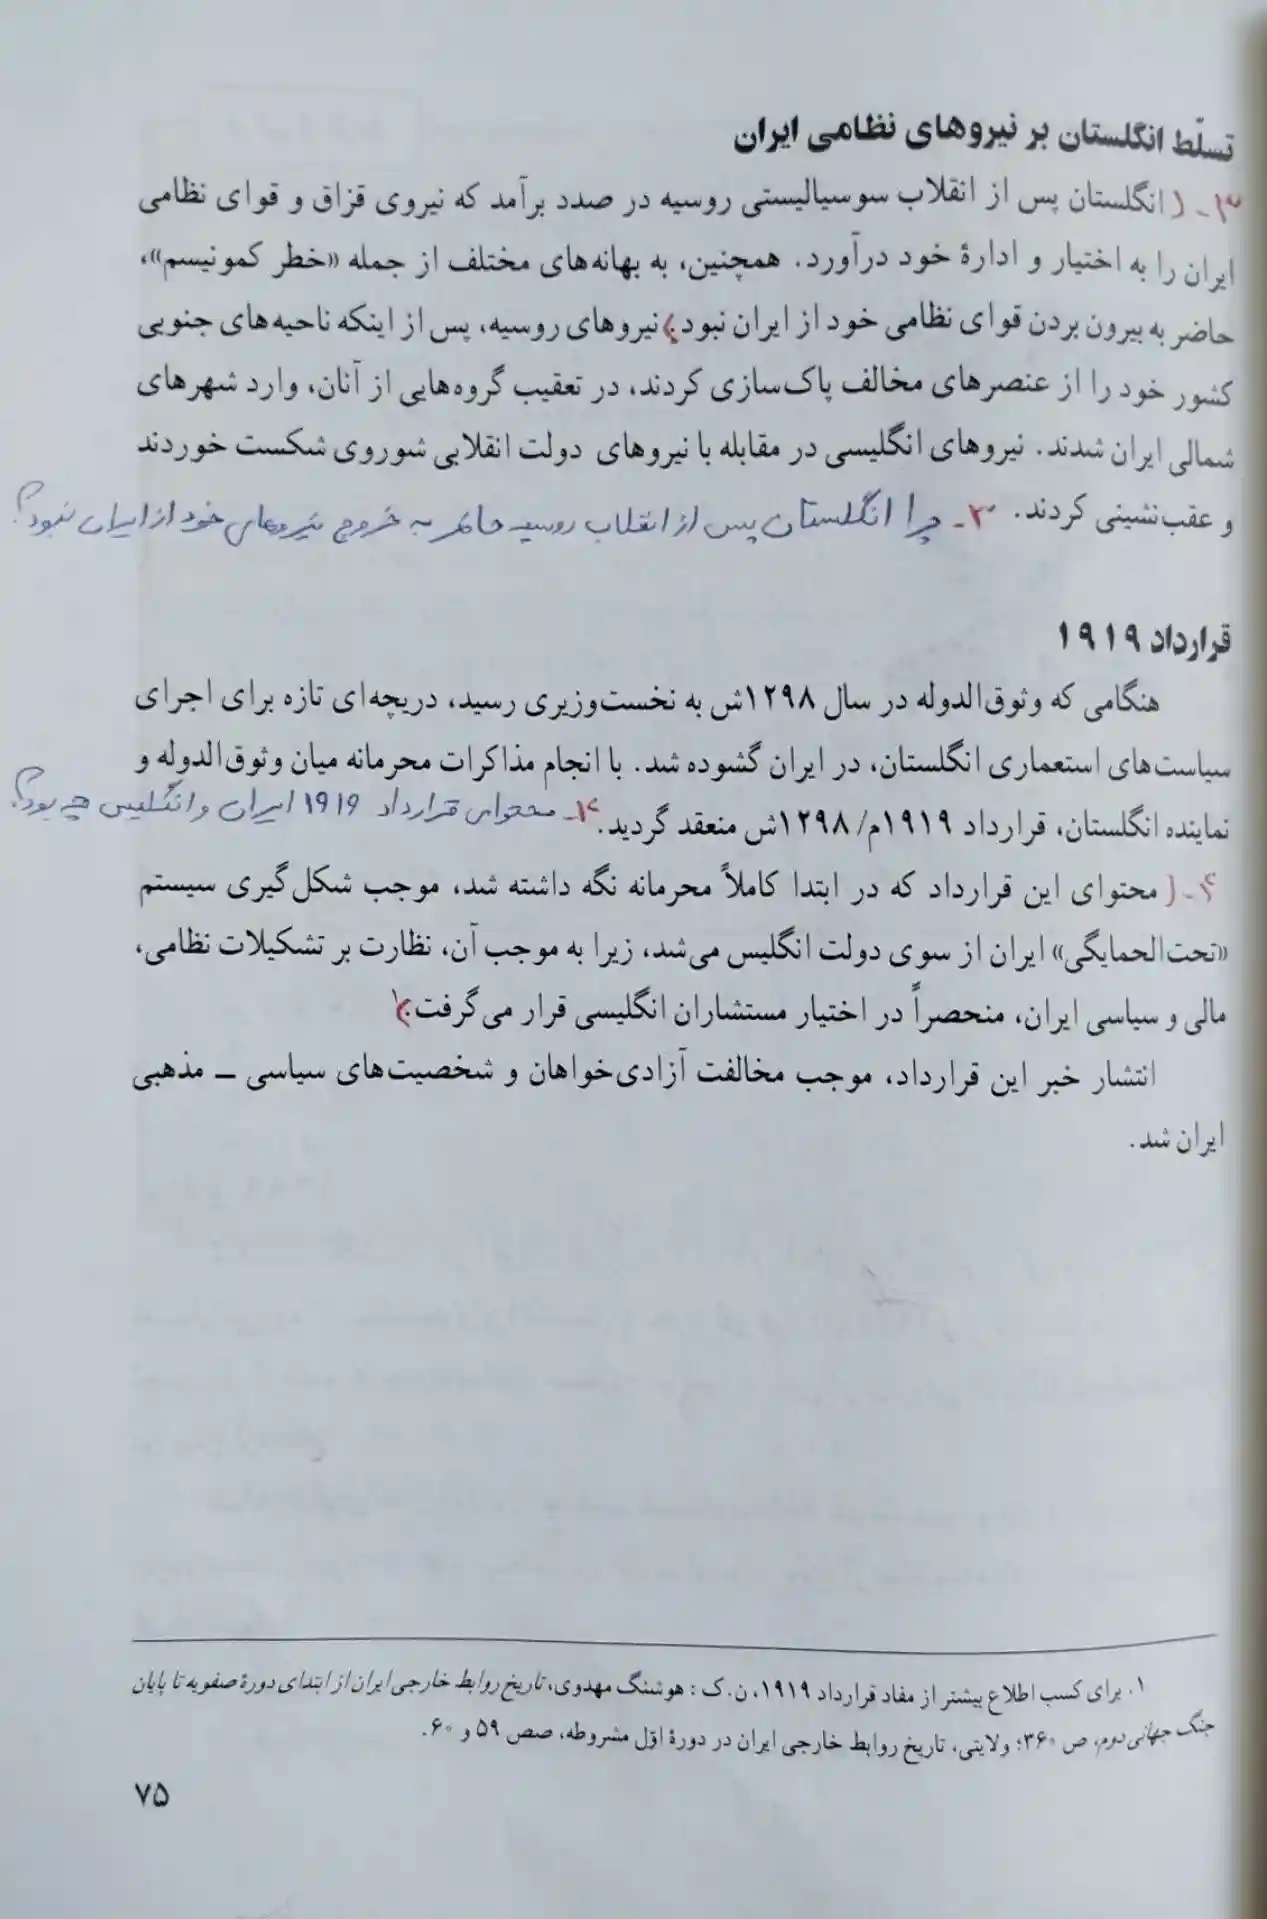 تسلّط انگلستان بر نیروهای نظامی ایران
۳- (انگلستان پس از انقلاب سوسیالیستی روسیه در صدد برآمد که نیروی قزاق و قوای نظامی
ایران را به اختیار و ادارهٔ خود درآورد. همچنین، به بهانه‌های مختلف از جمله «خطر کمونیسم»،
حاضر به بیرون بردن قوای نظامی خود از ایران نبود.) نیروهای روسیه، پس از اینکه ناحیه‌های جنوبی
کشور خود را از عنصرهای مخالف پاک‌سازی کردند، در تعقیب گروه‌هایی از آنان، وارد شهرهای
شمالی ایران شدند. نیروهای انگلیسی در مقابله با نیروهای دولت انقلابی شوروی شکست خوردند
و عقب‌نشینی کردند. ۳- چرا انگلستان پس از انقلاب روسیه حاضر به خروج نیروهای خود از ایران نبود؟
قرارداد ۱۹۱۹
هنگامی که وثوق‌الدوله در سال ۱۲۹۸ش به نخست‌وزیری رسید، دریچه‌ای تازه برای اجرای
سیاست‌های استعماری انگلستان، در ایران گشوده شد. با انجام مذاکرات محرمانه میان وثوق‌الدوله و
نماینده انگلستان، قرارداد ۱۹۱۹م/۱۲۹۸ش منعقد گردید. ۴- محتوای قرارداد ۱۹۱۹ ایران و انگلیس چه بود؟
۴- (محتوای این قرارداد که در ابتدا کاملاً محرمانه نگه داشته شد، موجب شکل‌گیری سیستم
«تحت‌الحمایگی» ایران از سوی دولت انگلیس می‌شد، زیرا به موجب آن، نظارت بر تشکیلات نظامی،
مالی و سیاسی ایران، منحصراً در اختیار مستشاران انگلیسی قرار می‌گرفت.)۱
انتشار خبر این قرارداد، موجب مخالفت آزادی‌خواهان و شخصیت‌های سیاسی ـ مذهبی
ایران شد.
۱. برای کسب اطلاع بیشتر از مفاد قرارداد ۱۹۱۹، ن.ک: هوشنگ مهدوی، تاریخ روابط خارجی ایران از ابتدای دورهٔ صفویه تا پایان
جنگ جهانی دوم، ص ۳۶۰؛ ولایتی، تاریخ روابط خارجی ایران در دورهٔ اوّل مشروطه، صص ۵۹ و ۶۰.
۷۵